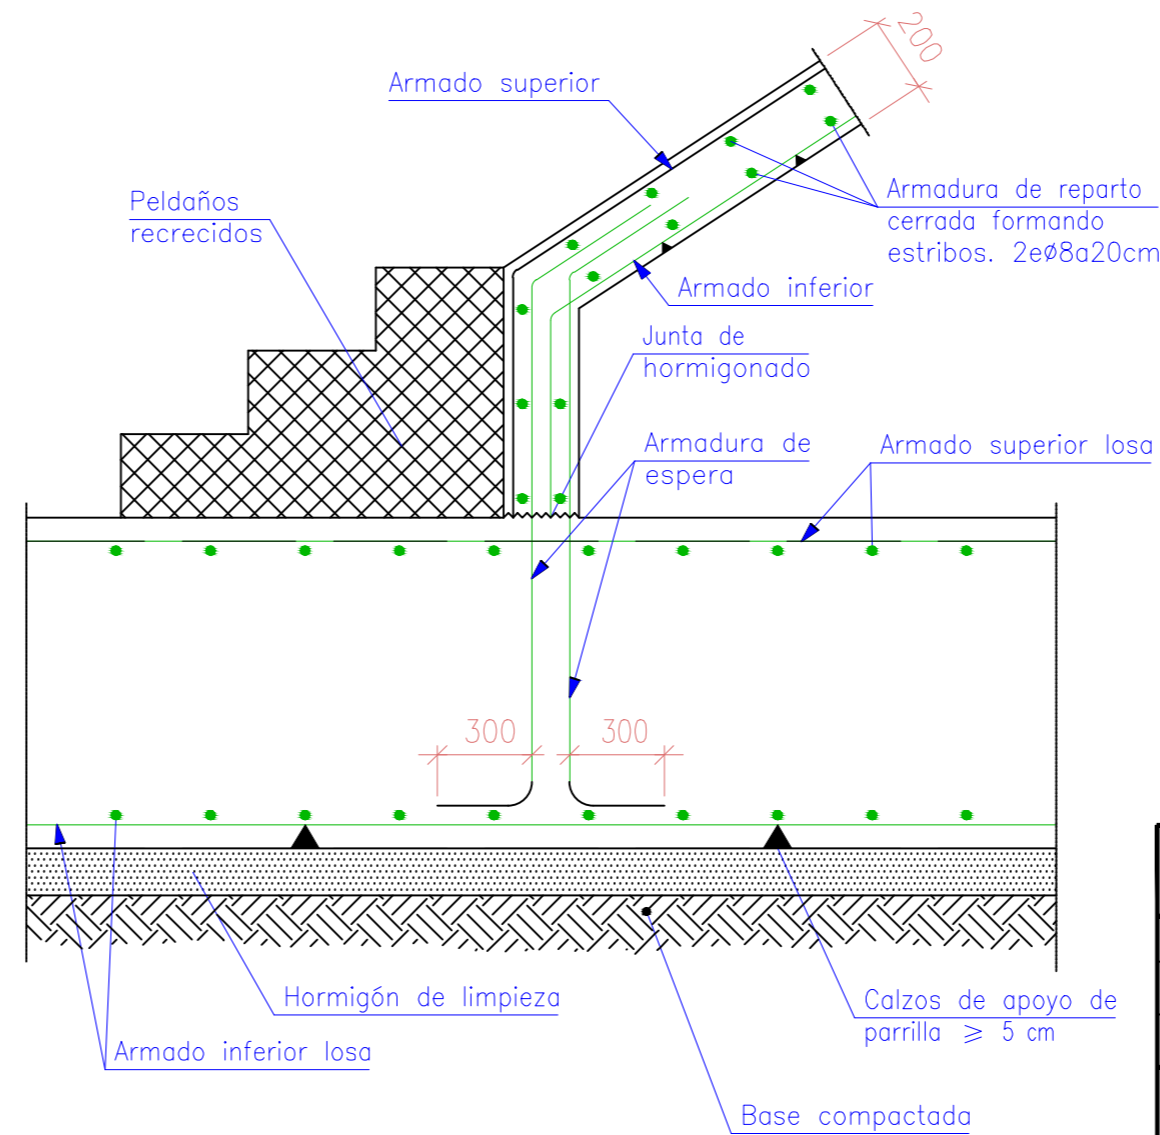 200
Armado superior
Peldaños
recrecidos
Armadura de reparto
cerrada formando
estribos. 2eø8a20cm
Armado inferior
Junta de
hormigonado
Armadura de
espera
Armado superior losa
300
300
Hormigón de limpieza
Calzos de apoyo de
parrilla ≥ 5 cm
Armado inferior losa
Base compactada